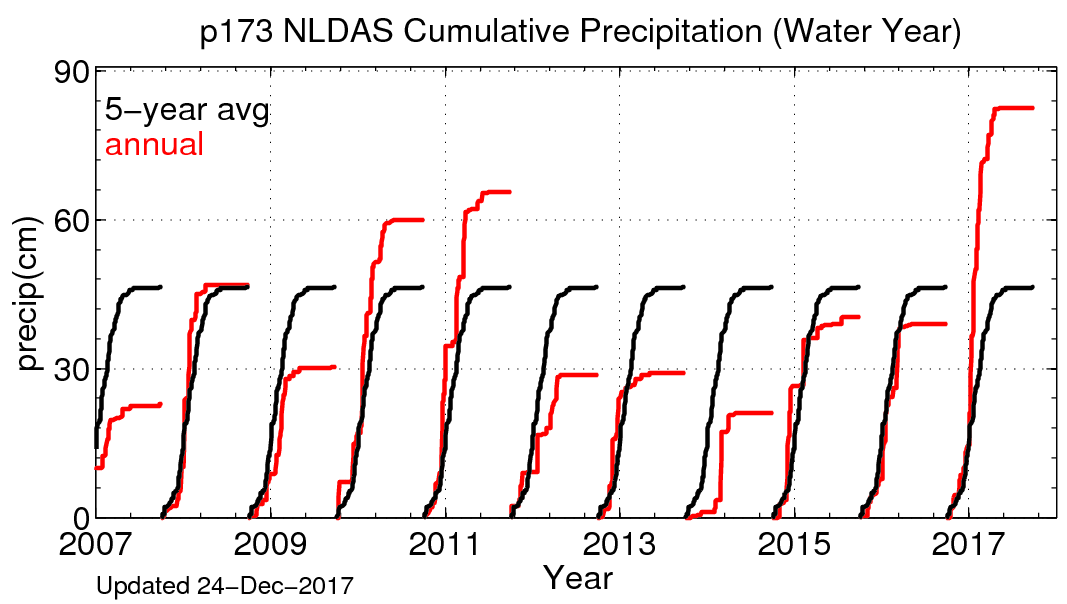 p173 NLDAS Cumulative Precipitation (Water Year)
90
5−year avg
annual
60
precip(cm)
30
0
2007 2009 2011 2013 2015 2017
Year
Updated 24−Dec−2017